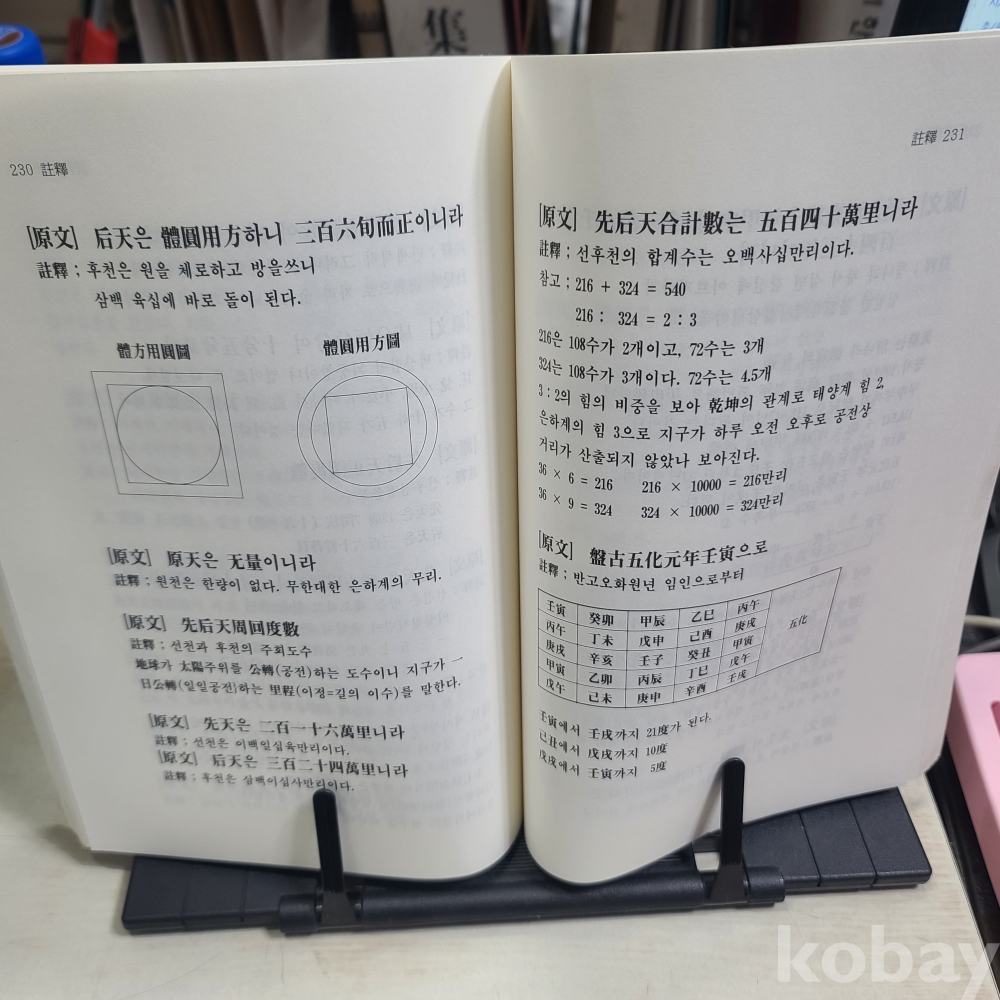 集
230 註釋
[原文] 后天은 體圓用方하니 三百六旬而正이니라
註釋 ; 후천은 원을 체로하고 방을쓰니
삼백 육십에 바로 돌이 된다.
體方用圓圖
體圓用方圖
[原文] 原天은 无量이니라
註釋 ; 원천은 한량이 없다. 무한대한 은하계의 무리.
[原文] 先后天周回度數
註釋 ; 선천과 후천의 주회도수
地球가 太陽주위를 公轉(공전)하는 도수이니 지구가 一
日公轉(일일공전)하는 里程(이정=길의 이수)를 말한다.
[原文] 先天은 二百一十六萬里니라
註釋 ; 선천은 이백일십육만리이다.
[原文] 后天은 三百二十四萬里니라
註釋 ; 후천은 삼백이십사만리이다.
註釋 231
[原文] 先后天合計數는 五百四十萬里니라
註釋 ; 선후천의 합계수는 오백사십만리이다.
참고 ; 216 + 324 = 540
216 : 324 = 2 : 3
216은 108수가 2개이고, 72수는 3개
324는 108수가 3개이다. 72수는 4.5개
3 : 2의 힘의 비중을 보아 乾坤의 관계로 태양계 힘 2,
은하계의 힘 3으로 지구가 하루 오전 오후로 공전상
거리가 산출되지 않았나 보아진다.
36 × 6 = 216 216 × 10000 = 216만리
36 × 9 = 324 324 × 10000 = 324만리
[原文] 盤古五化元年壬寅으로
註釋 ; 반고오화원년 임인으로부터
壬寅 癸卯 甲辰 乙巳 丙午 五化
丙午 丁未 戊申 己酉 庚戌
庚戌 辛亥 壬子 癸丑 甲寅
甲寅 乙卯 丙辰 丁巳 戊午
戊午 己未 庚申 辛酉 壬戌
壬寅에서 壬戌까지 21度가 된다.
己丑에서 戊戌까지 10度
戊戌에서 壬寅까지 5度
kobay